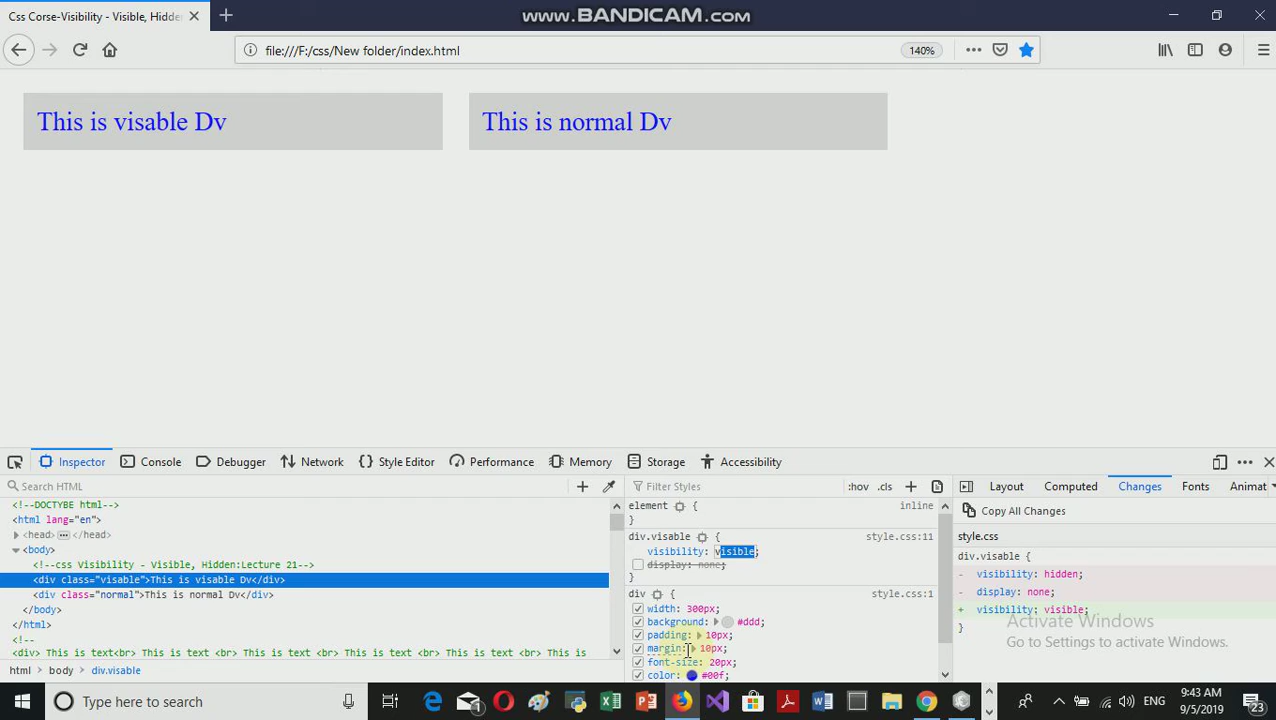 Css Corse-Visibility - Visible, Hidden
www.BANDICAM.com
file:///F:/css/New folder/index.html
140%
This is visable Dv
This is normal Dv
Inspector
Console
Debugger
Network
Style Editor
Performance
Memory
Storage
Accessibility
Search HTML
Filter Styles
:hov
.cls
Layout
Computed
Changes
Fonts
Animat
<!--DOCTYBE html-->
<html lang="en">
<head> </head>
<body>
<!--css Visibility - Visible, Hidden:Lecture 21-->
<div class="visable">This is visable Dv</div>
<div class="normal">This is normal Dv</div>
</body>
</html>
<!--
<div> This is text<br> This is text <br> This is text <br> This is text <br> This is text <br> This is
html
body
div.visable
element {
inline
}
div.visable {
style.css:11
visibility: visible;
display: none;
}
div {
style.css:1
width: 300px;
background: #ddd;
padding: 10px;
margin: 10px;
font-size: 20px;
color: #00f;
Copy All Changes
style.css
div.visable {
- visibility: hidden;
- display: none;
+ visibility: visible;
}
Activate Windows
Go to Settings to activate Windows.
Type here to search
1
ENG
9:43 AM
9/5/2019
23